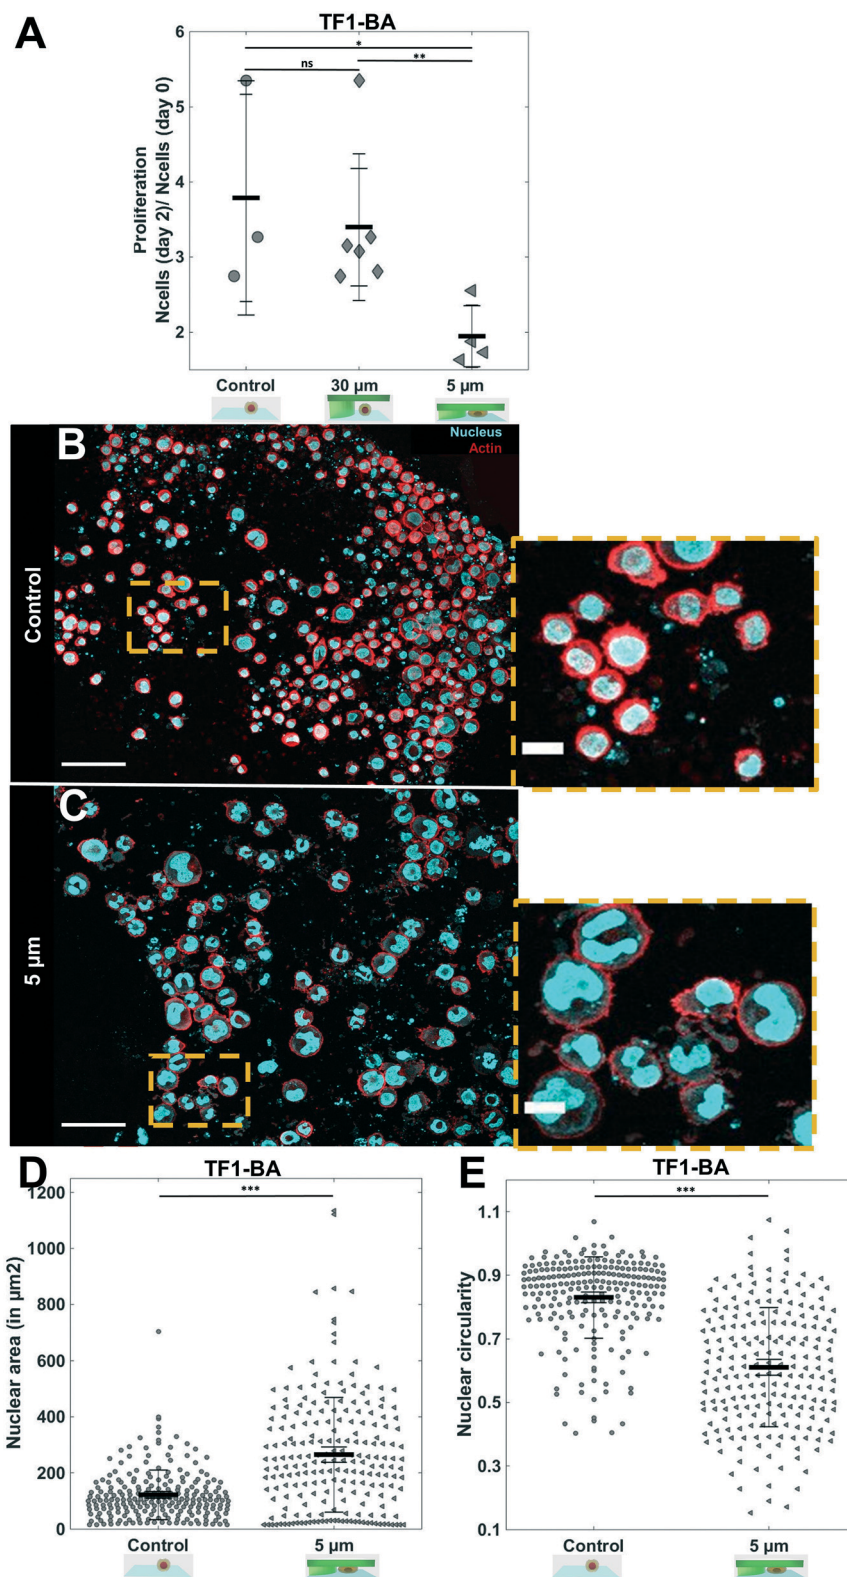 A
TF1-BA
6
5
4
3
2
*
**
ns
Proliferation
Ncells (day 2)/ Ncells (day 0)
Control
30 µm
5 µm
B
Nucleus
Actin
Control
C
5 µm
D
TF1-BA
***
1200
1000
800
600
400
200
0
Nuclear area (in µm2)
Control
5 µm
E
TF1-BA
***
1.1
0.9
0.7
0.5
0.3
0.1
Nuclear circularity
Control
5 µm